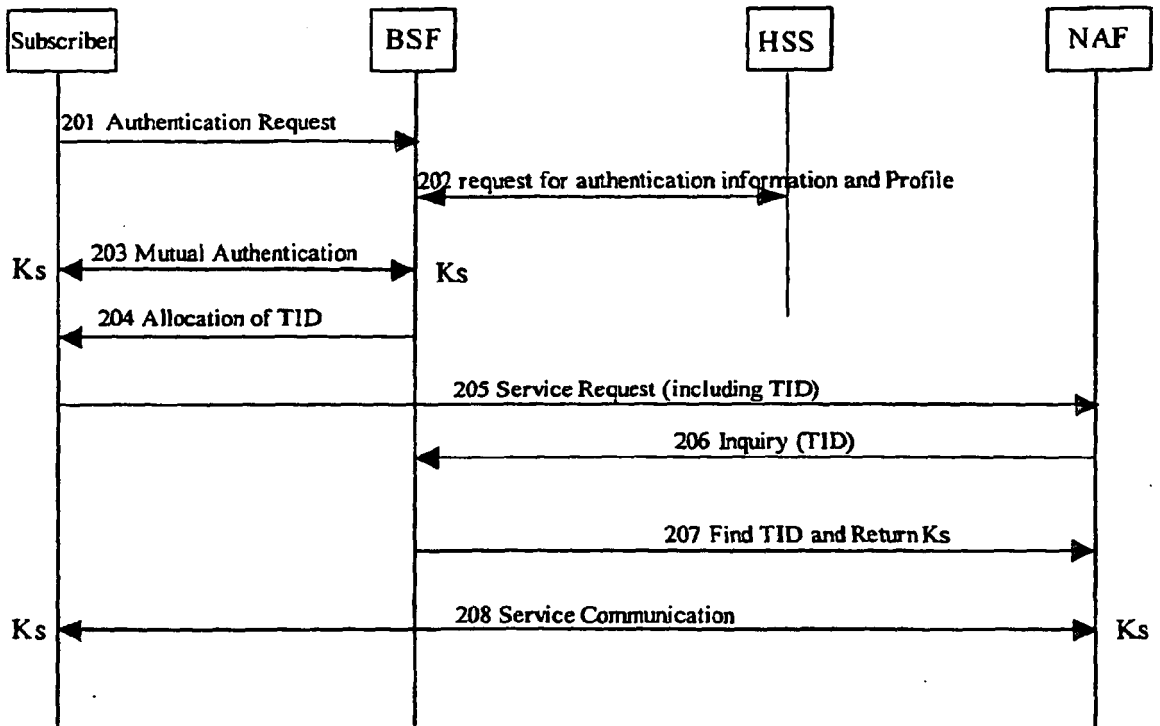 Subscriber
BSF
HSS
NAF
201 Authentication Request
202 request for authentication information and Profile
203 Mutual Authentication
Ks
Ks
204 Allocation of TID
205 Service Request (including TID)
206 Inquiry (TID)
207 Find TID and Return Ks
208 Service Communication
Ks
Ks